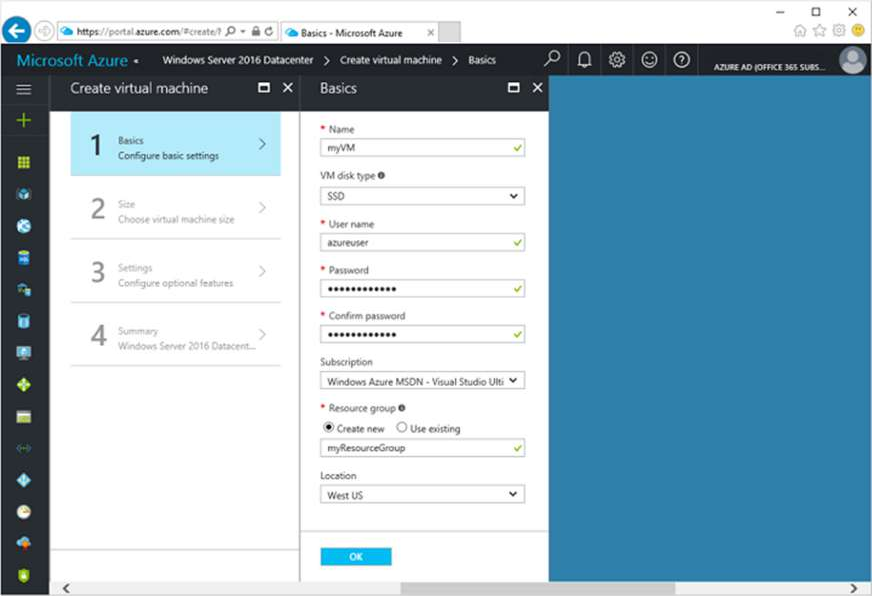 https://portal.azure.com/#create/
Basics - Microsoft Azure
Microsoft Azure
Windows Server 2016 Datacenter > Create virtual machine > Basics
AZURE AD (OFFICE 365 SUBS...
Create virtual machine
Basics
1
Basics
Configure basic settings
2
Size
Choose virtual machine size
3
Settings
Configure optional features
4
Summary
Windows Server 2016 Datacent...
* Name
myVM
VM disk type
SSD
* User name
azureuser
* Password
••••••••••••
* Confirm password
••••••••••••
Subscription
Windows Azure MSDN - Visual Studio Ulti
* Resource group
Create new Use existing
myResourceGroup
Location
West US
OK